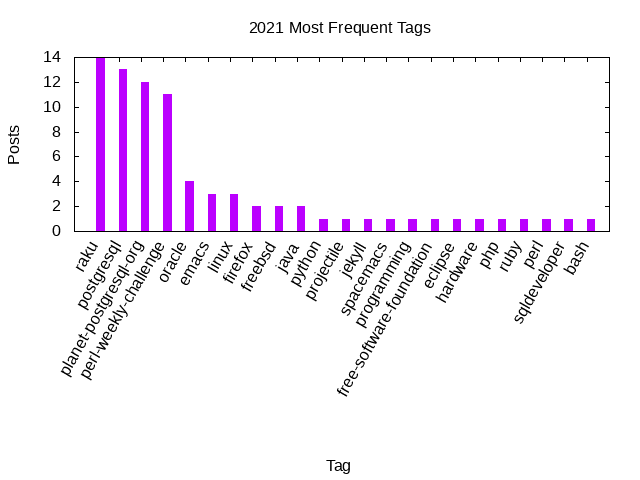 2021 Most Frequent Tags
Posts
14
12
10
8
6
4
2
0
raku
postgresql
planet-postgresql-org
perl-weekly-challenge
oracle
emacs
linux
firefox
freebsd
java
python
projectile
jekyll
spacemacs
programming
free-software-foundation
eclipse
hardware
php
ruby
perl
sqldeveloper
bash
Tag